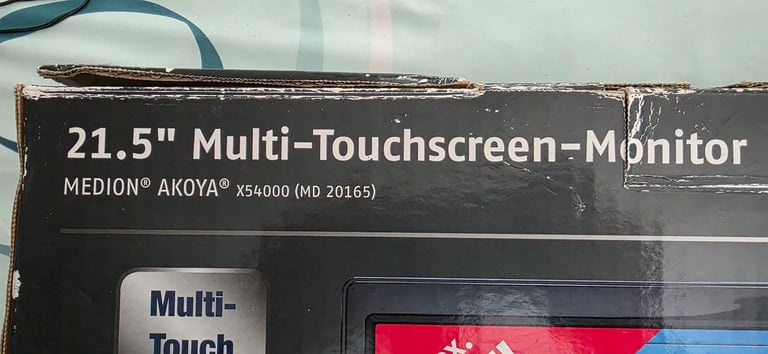 21.5" Multi-Touchscreen-Monitor
MEDION® AKOYA® X54000 (MD 20165)
Multi-
Touch